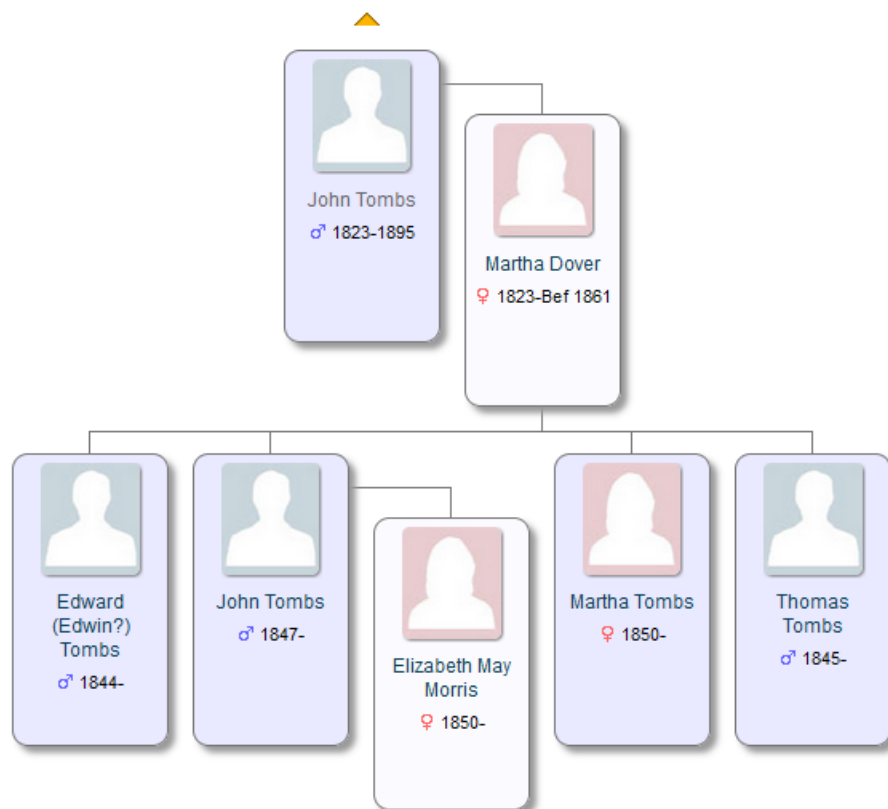 John Tombs
♂ 1823-1895
Martha Dover
♀ 1823-Bef 1861
Edward
(Edwin?)
Tombs
♂ 1844-
John Tombs
♂ 1847-
Elizabeth May
Morris
♀ 1850-
Martha Tombs
♀ 1850-
Thomas
Tombs
♂ 1845-